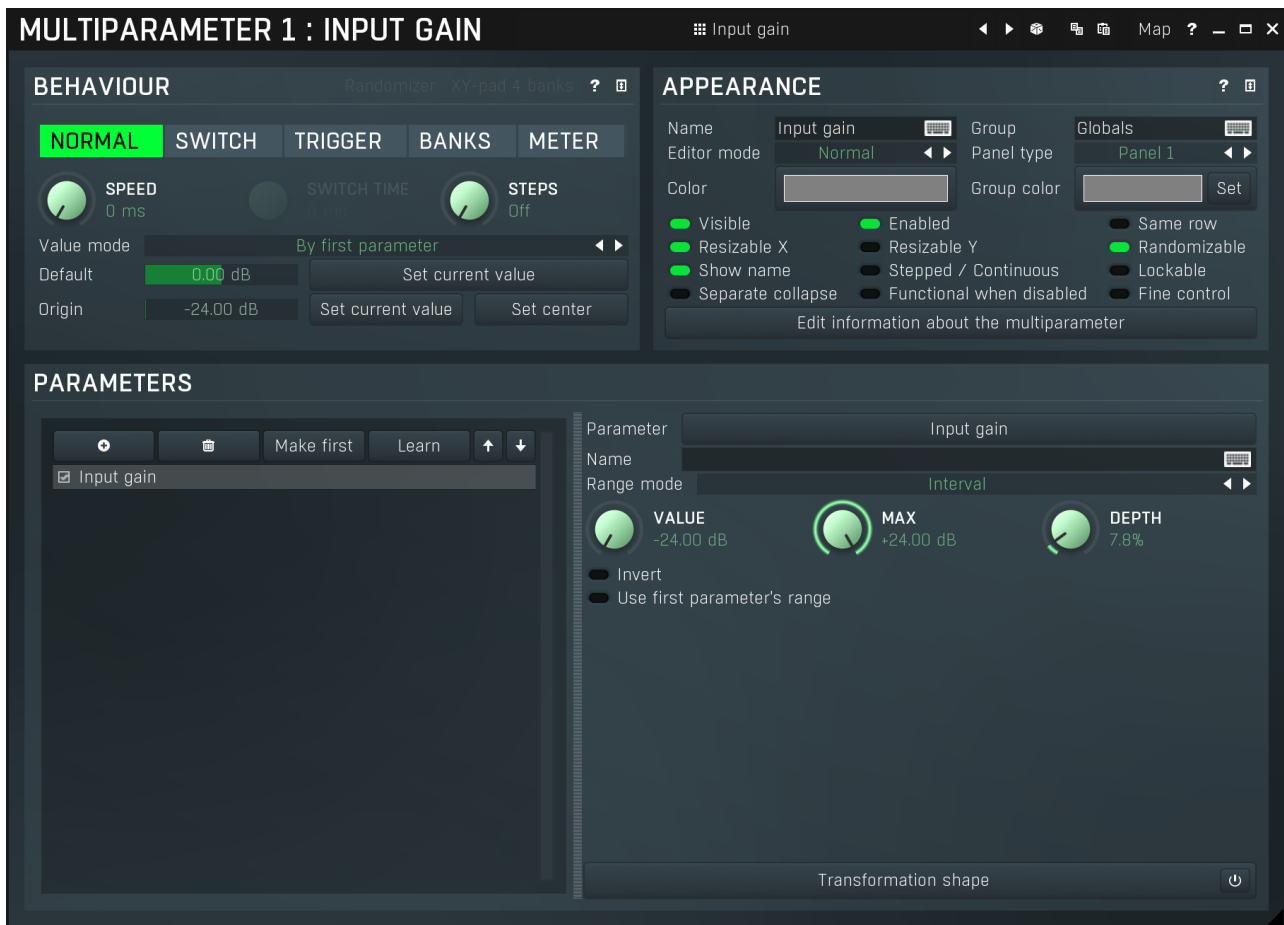 MULTIPARAMETER 1 : INPUT GAIN Input gain Map ?
BEHAVIOUR Randomizer XY-pad 4 banks ?
NORMAL SWITCH TRIGGER BANKS METER
SPEED SWITCH TIME STEPS
0 ms Off
Value mode By first parameter
Default 0.00 dB Set current value
Origin -24.00 dB Set current value Set center
APPEARANCE ?
Name Input gain Group Globals
Editor mode Normal Panel type Panel 1
Color Group color Set
Visible Enabled Same row
Resizable X Resizable Y Randomizable
Show name Stepped / Continuous Lockable
Separate collapse Functional when disabled Fine control
Edit information about the multiparameter
PARAMETERS
Make first Learn
Input gain
Parameter Input gain
Name
Range mode Interval
VALUE MAX DEPTH
-24.00 dB +24.00 dB 7.8%
Invert
Use first parameter's range
Transformation shape